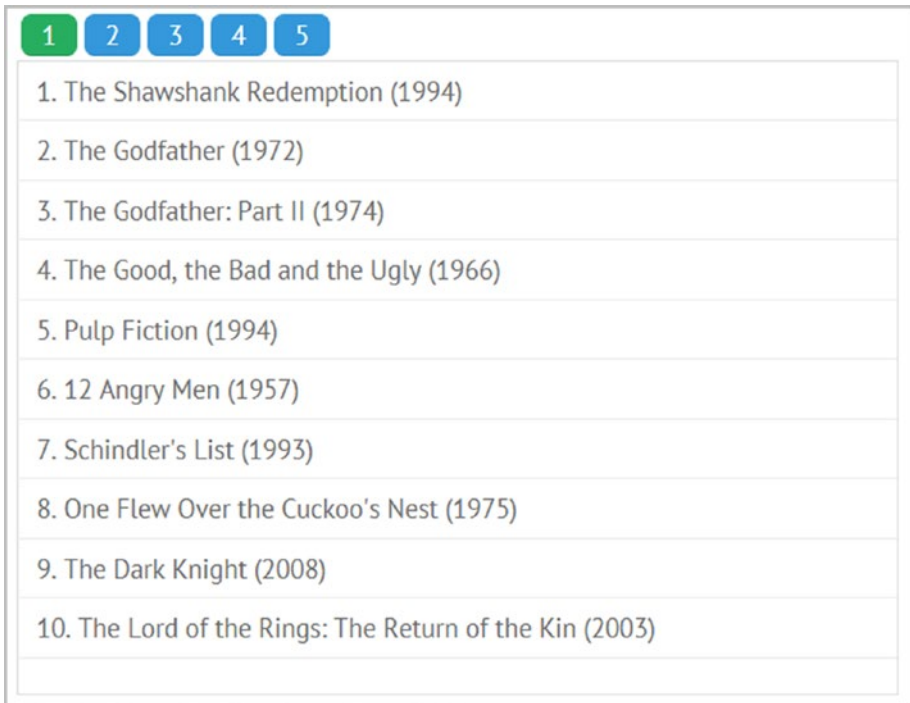 1 2 3 4 5
1. The Shawshank Redemption (1994)
2. The Godfather (1972)
3. The Godfather: Part II (1974)
4. The Good, the Bad and the Ugly (1966)
5. Pulp Fiction (1994)
6. 12 Angry Men (1957)
7. Schindler's List (1993)
8. One Flew Over the Cuckoo's Nest (1975)
9. The Dark Knight (2008)
10. The Lord of the Rings: The Return of the Kin (2003)